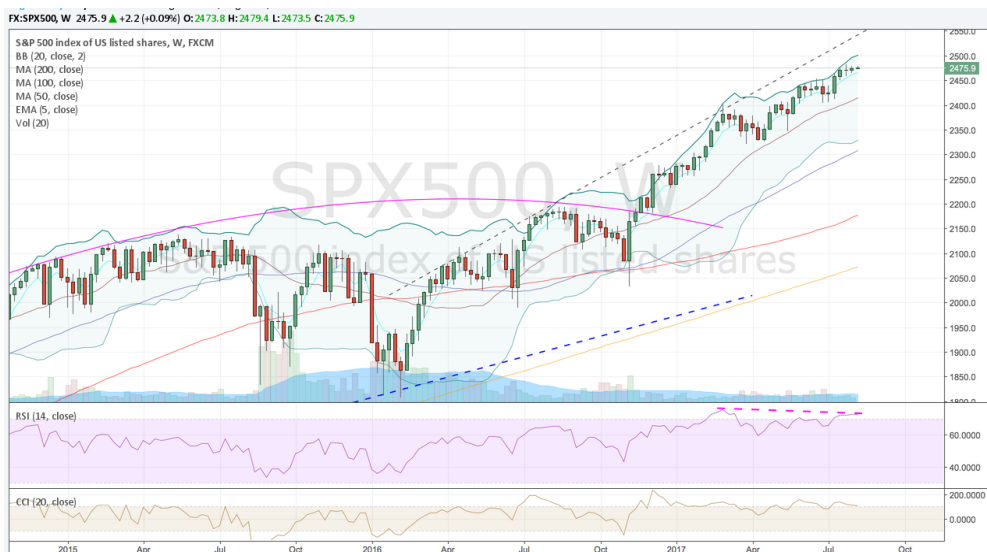 FX:SPX500, W 2475.9 ▲ +2.2 (+0.09%) O:2473.8 H:2479.4 L:2473.5 C:2475.9
S&P 500 index of US listed shares, W, FXCM
BB (20, close, 2)
MA (200, close)
MA (100, close)
MA (50, close)
EMA (5, close)
Vol (20)
SPX500, W
S&P 500 index of US listed shares
2550.0
2500.0
2475.9
2450.0
2400.0
2350.0
2300.0
2250.0
2200.0
2150.0
2100.0
2050.0
2000.0
1950.0
1900.0
1850.0
1800.0
RSI (14, close)
60.0000
40.0000
CCI (20, close)
200.0000
0.0000
2015 Apr Jul Oct 2016 Apr Jul Oct 2017 Apr Jul Oct